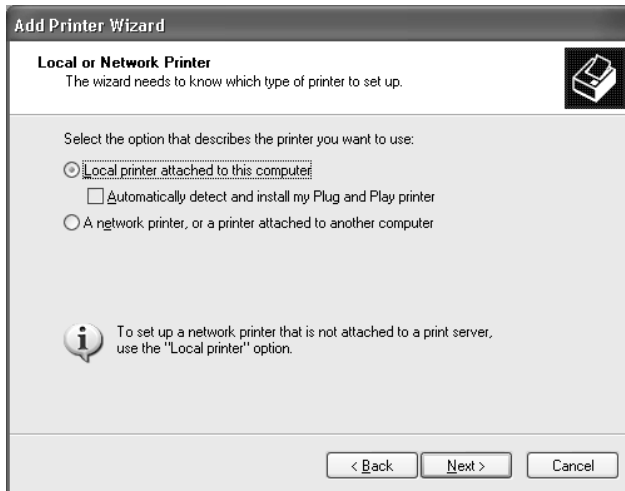 Add Printer Wizard
Local or Network Printer
The wizard needs to know which type of printer to set up.
Select the option that describes the printer you want to use:
Local printer attached to this computer
Automatically detect and install my Plug and Play printer
A network printer, or a printer attached to another computer
To set up a network printer that is not attached to a print server,
use the "Local printer" option.
< Back Next > Cancel